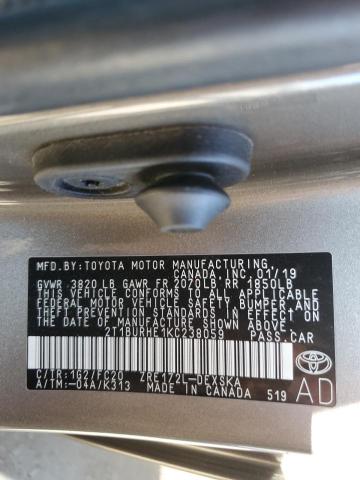 MFD.BY:TOYOTA MOTOR MANUFACTURING
CANADA,INC. 01/19
GVWR 3820LB GAWR FR 2070LB RR 1850LB
THIS VEHICLE CONFORMS TO ALL APPLICABLE
FEDERAL MOTOR VEHICLE SAFETY BUMPER,AND
THEFT PREVENTION STANDARDS IN EFFECT ON
THE DATE OF MANUFACTURE SHOWN ABOVE.
2T1BURHE1KC238059 PASS.CAR
C/TR:1G2/FC20 ZRE172L-DEXSKA
A/TM:-04A/K313 MADE IN CANADA 519
AD
TOYOTA